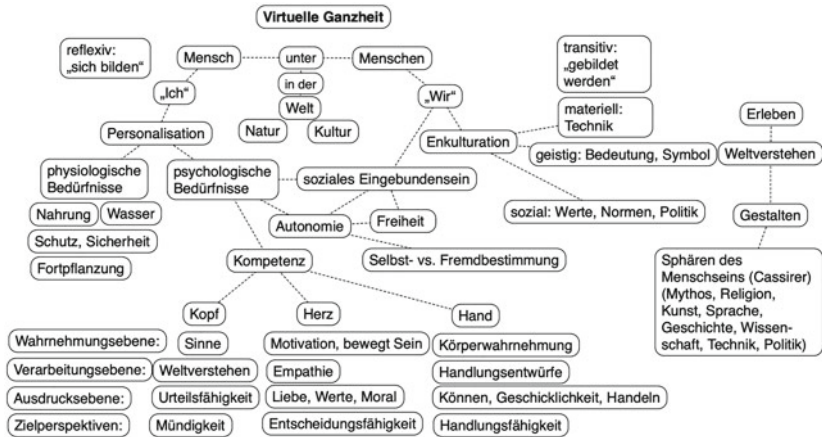 Virtuelle Ganzheit
reflexiv:
„sich bilden“
Mensch
unter
Menschen
transitiv:
„gebildet
werden“
in der
„Ich“
Welt
„Wir“
Natur
Kultur
materiell:
Technik
Erleben
Personalisation
Enkulturation
geistig: Bedeutung, Symbol
Weltverstehen
physiologische
Bedürfnisse
psychologische
Bedürfnisse
soziales Eingebundensein
Nahrung
Wasser
Autonomie
Freiheit
sozial: Werte, Normen, Politik
Gestalten
Schutz, Sicherheit
Fortpflanzung
Kompetenz
Selbst- vs. Fremdbestimmung
Sphären des
Menschseins (Cassirer)
(Mythos, Religion,
Kunst, Sprache,
Geschichte, Wissen-
schaft, Technik, Politik)
Kopf
Herz
Hand
Wahrnehmungsebene:
Sinne
Motivation, bewegt Sein
Körperwahrnehmung
Verarbeitungsebene:
Weltverstehen
Empathie
Handlungsentwürfe
Ausdrucksebene:
Urteilsfähigkeit
Liebe, Werte, Moral
Können, Geschicklichkeit, Handeln
Zielperspektiven:
Mündigkeit
Entscheidungsfähigkeit
Handlungsfähigkeit